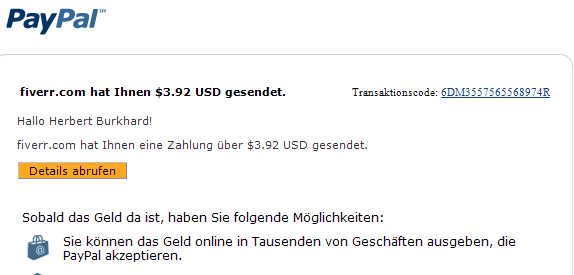 PayPal™
fiverr.com hat Ihnen $3.92 USD gesendet. Transaktionscode: 6DM3557565568974R
Hallo Herbert Burkhard!
fiverr.com hat Ihnen eine Zahlung über $3.92 USD gesendet.
Details abrufen
Sobald das Geld da ist, haben Sie folgende Möglichkeiten:
Sie können das Geld online in Tausenden von Geschäften ausgeben, die
PayPal akzeptieren.